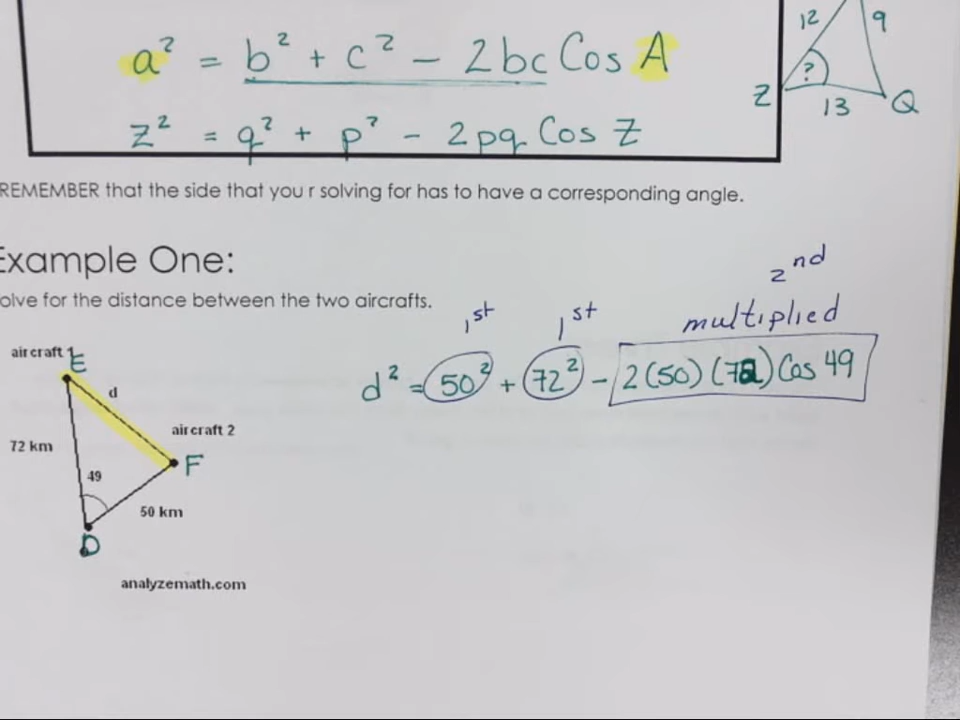 a² = b² + c² - 2bc Cos A
z² = q² + p² - 2pq Cos Z
12 9
?
Z 13 Q
REMEMBER that the side that you r solving for has to have a corresponding angle.
Example One:
olve for the distance between the two aircrafts.
2nd
1st 1st multiplied
d² = 50² + 72² - 2(50)(72) Cos 49
aircraft 1 E
d
aircraft 2
72 km
F
49
50 km
D
analyzemath.com